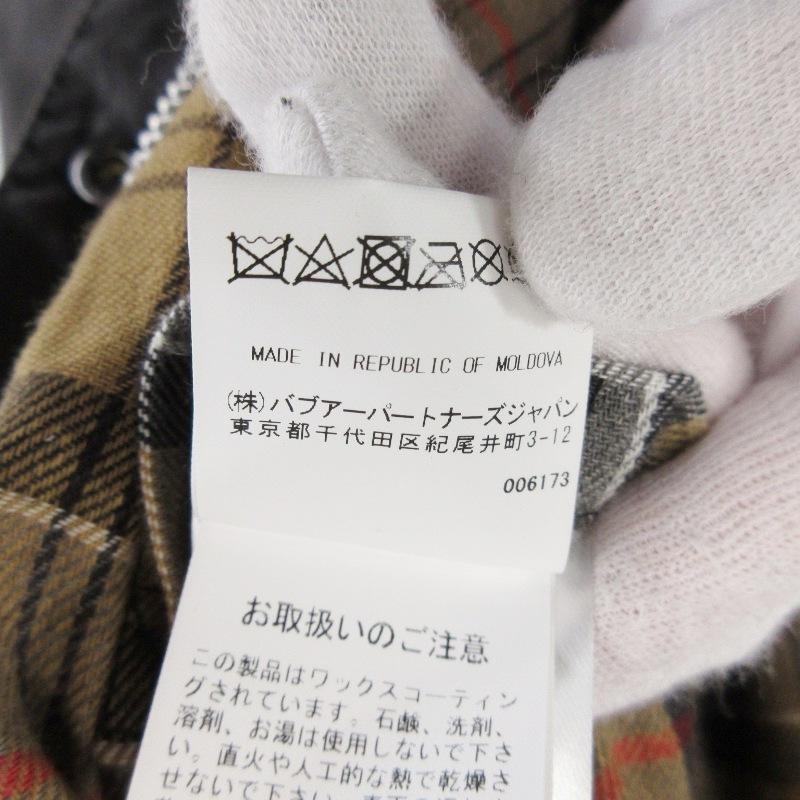 MADE IN REPUBLIC OF MOLDOVA
(株)バブアーパートナーズジャパン
東京都千代田区紀尾井町3-12
006173
お取扱いのご注意
この製品はワックスコーティン
グされています。石鹸、洗剤、
溶剤、お湯は使用しないで下さ
い。直火や人工的な熱で乾燥さ
せないで下さい。